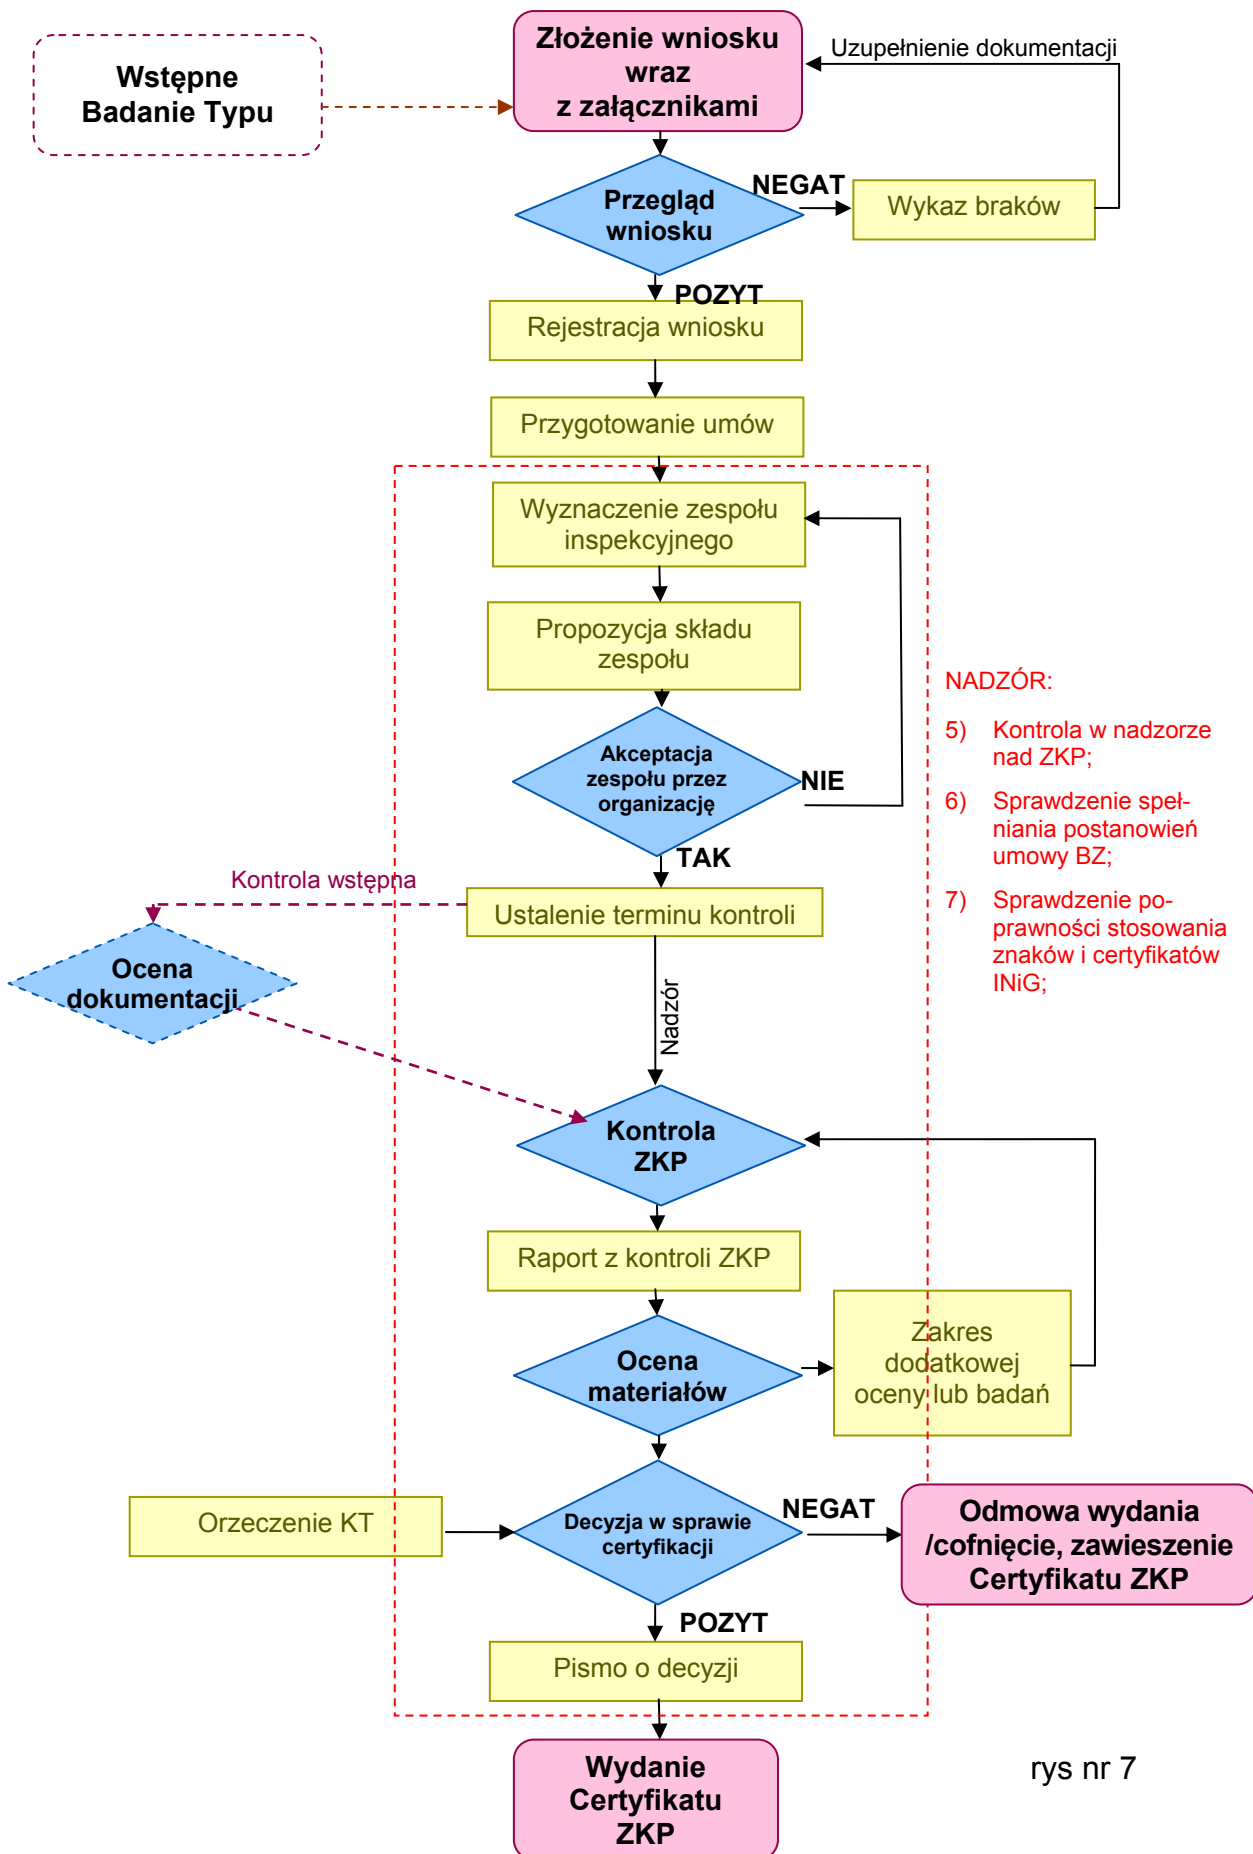 Wstępne
Badanie Typu
Złożenie wniosku
wraz
z załącznikami
Uzupełnienie dokumentacji
Przegląd
wniosku
NEGAT
Wykaz braków
POZYT
Rejestracja wniosku
Przygotowanie umów
Wyznaczenie zespołu
inspekcyjnego
Propozycja składu
zespołu
Akceptacja
zespołu przez
organizację
NIE
TAK
NADZÓR:
5) Kontrola w nadzorze
nad ZKP;
6) Sprawdzenie speł-
niania postanowień
umowy BZ;
7) Sprawdzenie po-
prawności stosowania
znaków i certyfikatów
INiG;
Kontrola wstępna
Ustalenie terminu kontroli
Ocena
dokumentacji
Nadzór
Kontrola
ZKP
Raport z kontroli ZKP
Ocena
materiałów
Zakres
dodatkowej
oceny lub badań
Orzeczenie KT
Decyzja w sprawie
certyfikacji
NEGAT
Odmowa wydania
/cofnięcie, zawieszenie
Certyfikatu ZKP
POZYT
Pismo o decyzji
Wydanie
Certyfikatu
ZKP
rys nr 7